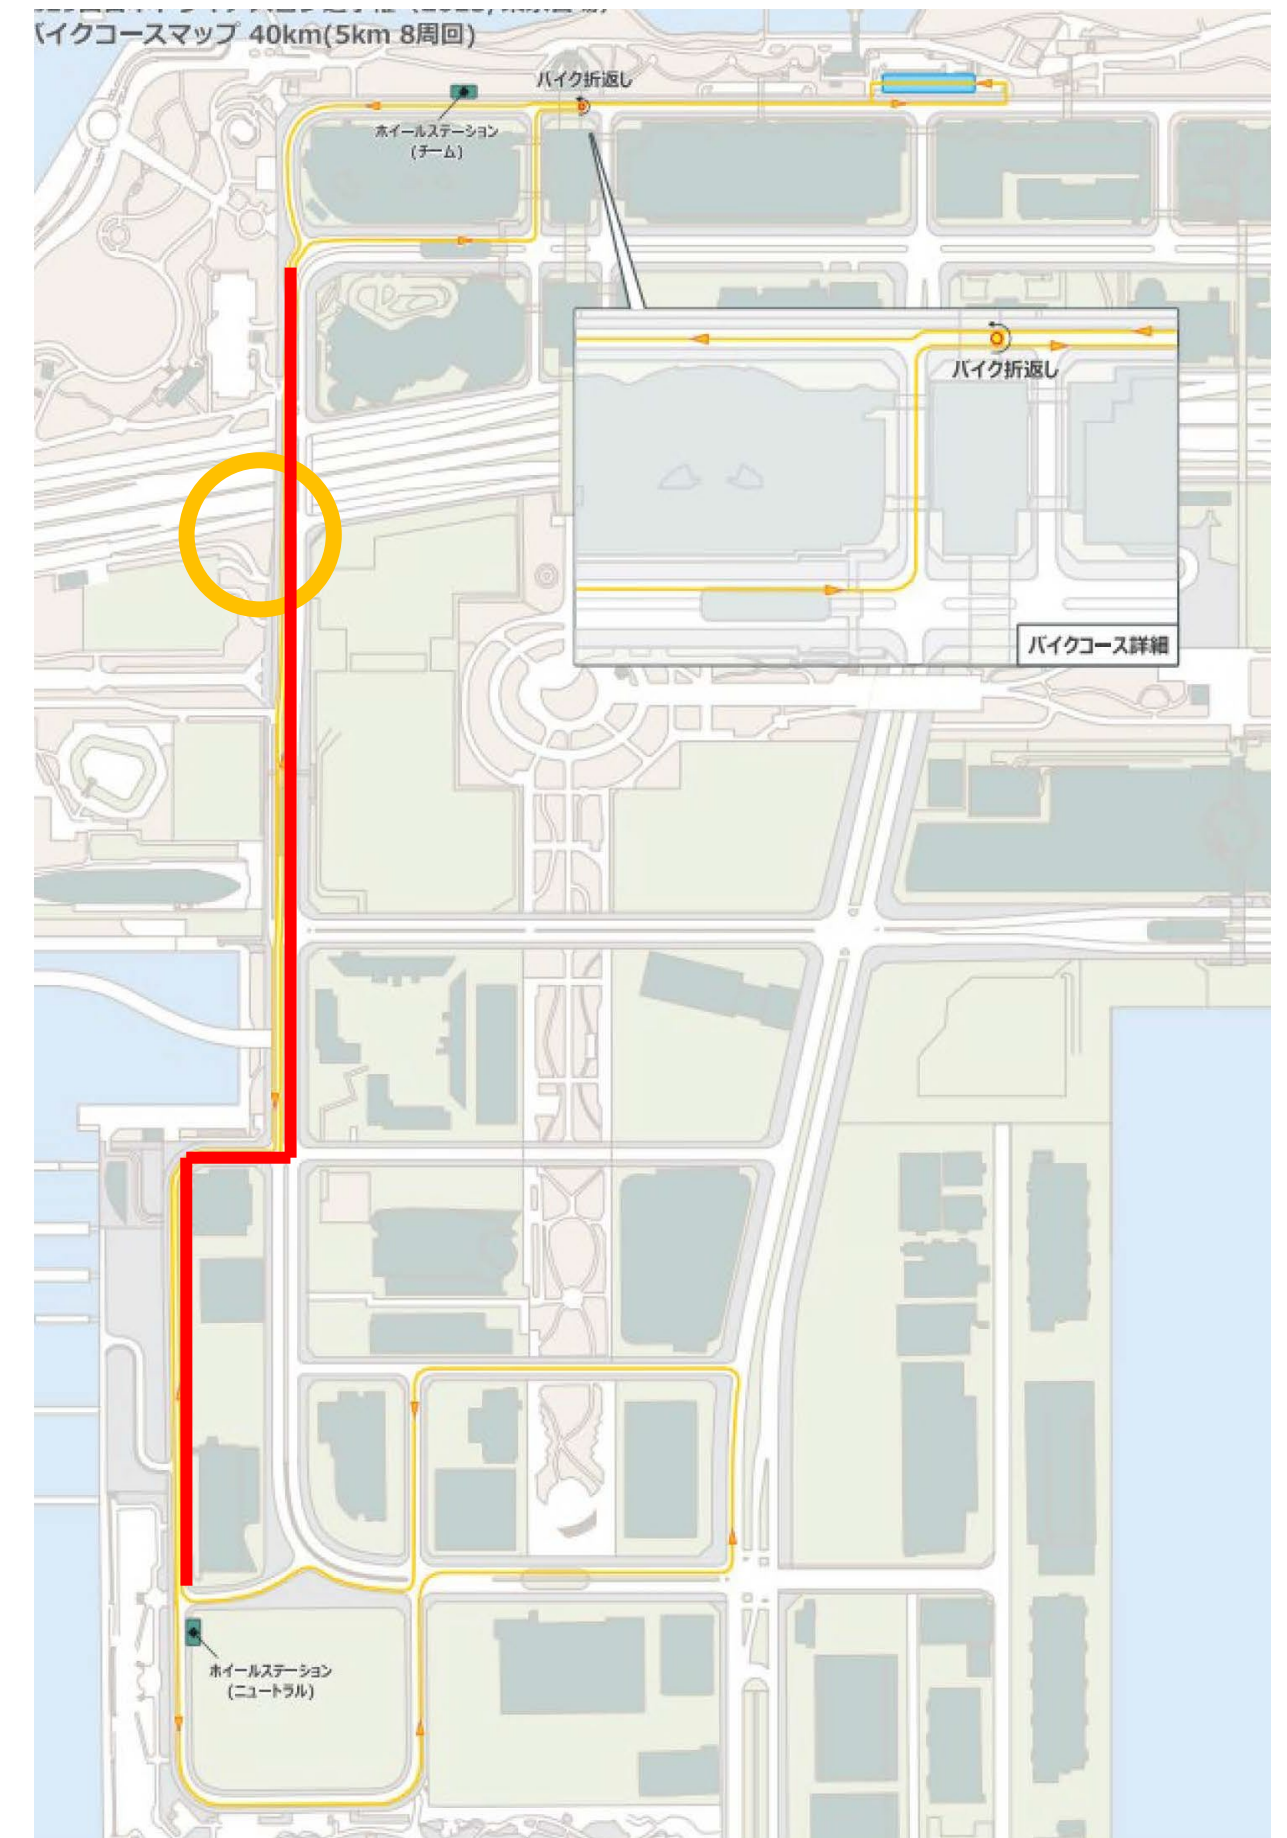 バイクコースマップ 40km(5km 8周回)
バイク折返し
ホイールステーション
(チーム)
バイク折返し
バイクコース詳細
ホイールステーション
(ニュートラル)